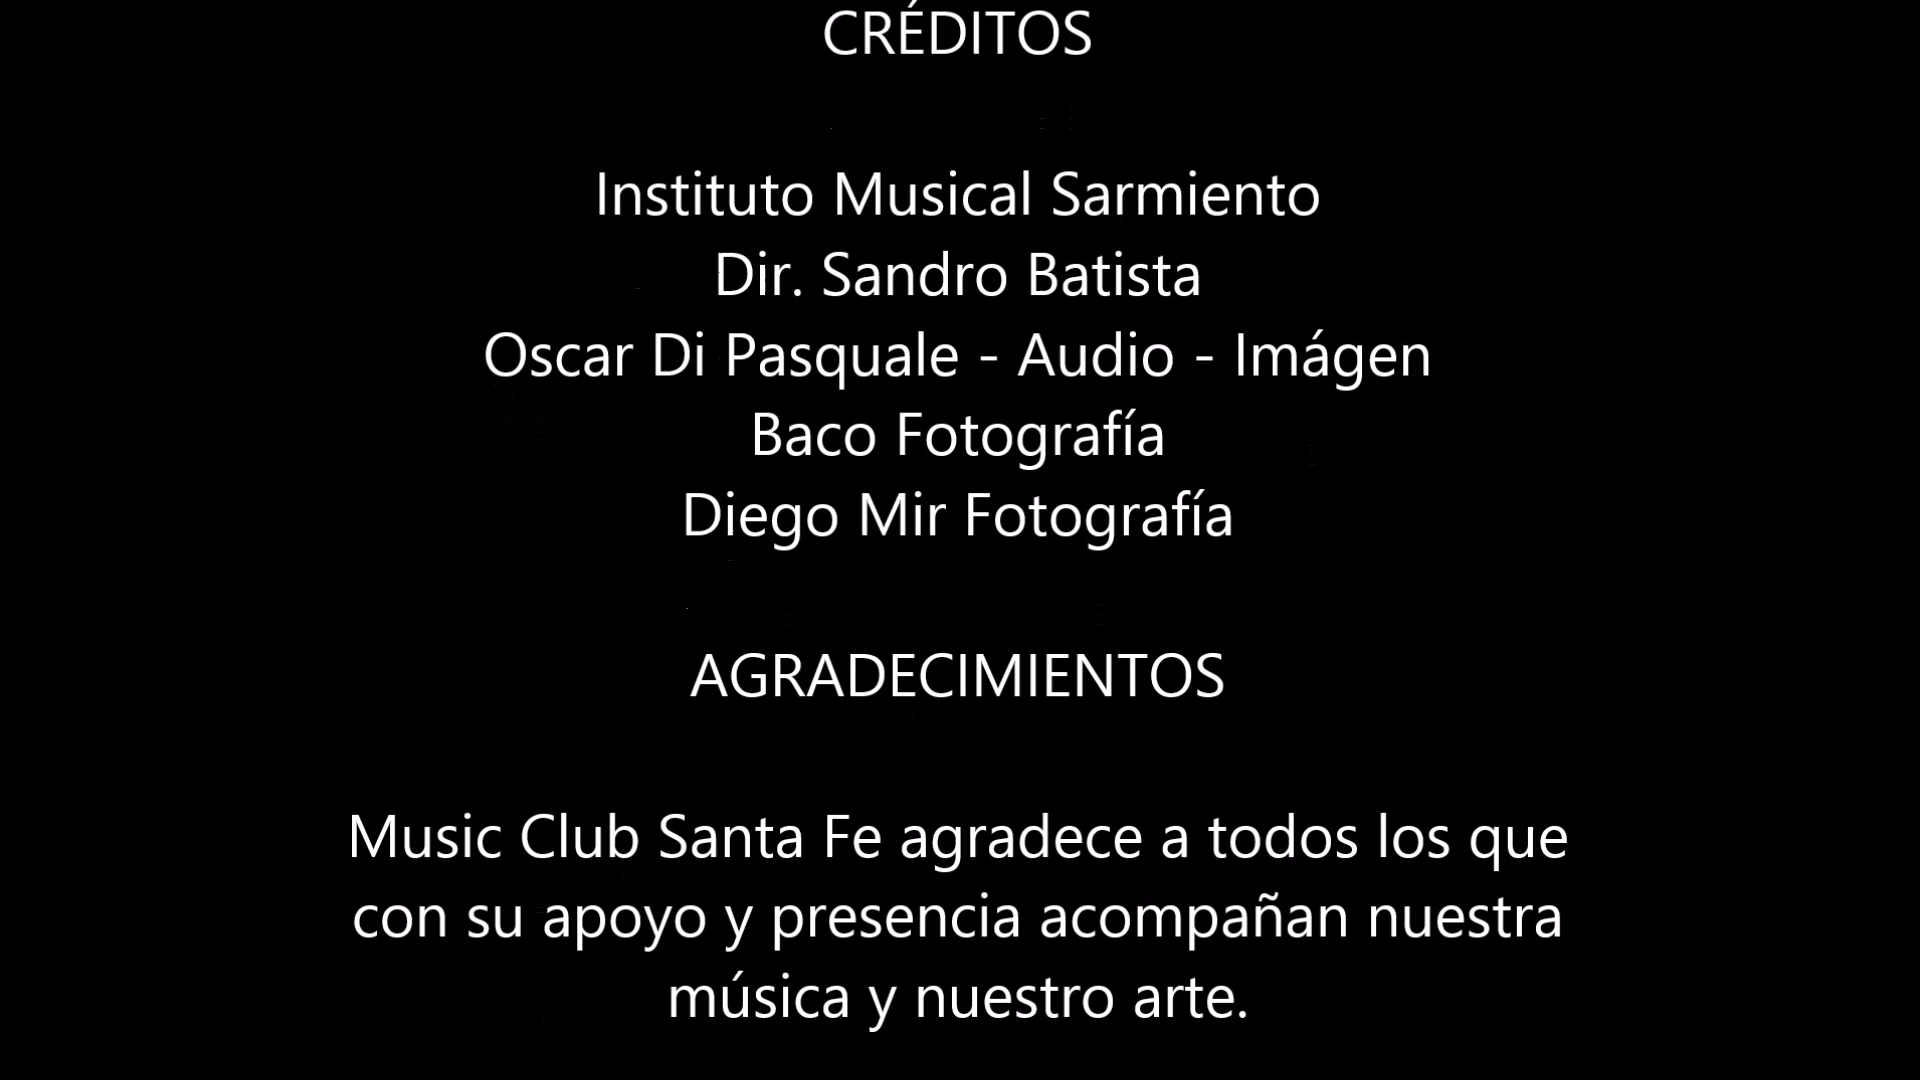 CRÉDITOS
Instituto Musical Sarmiento
Dir. Sandro Batista
Oscar Di Pasquale - Audio - Imágen
Baco Fotografía
Diego Mir Fotografía
AGRADECIMIENTOS
Music Club Santa Fe agradece a todos los que
con su apoyo y presencia acompañan nuestra
música y nuestro arte.